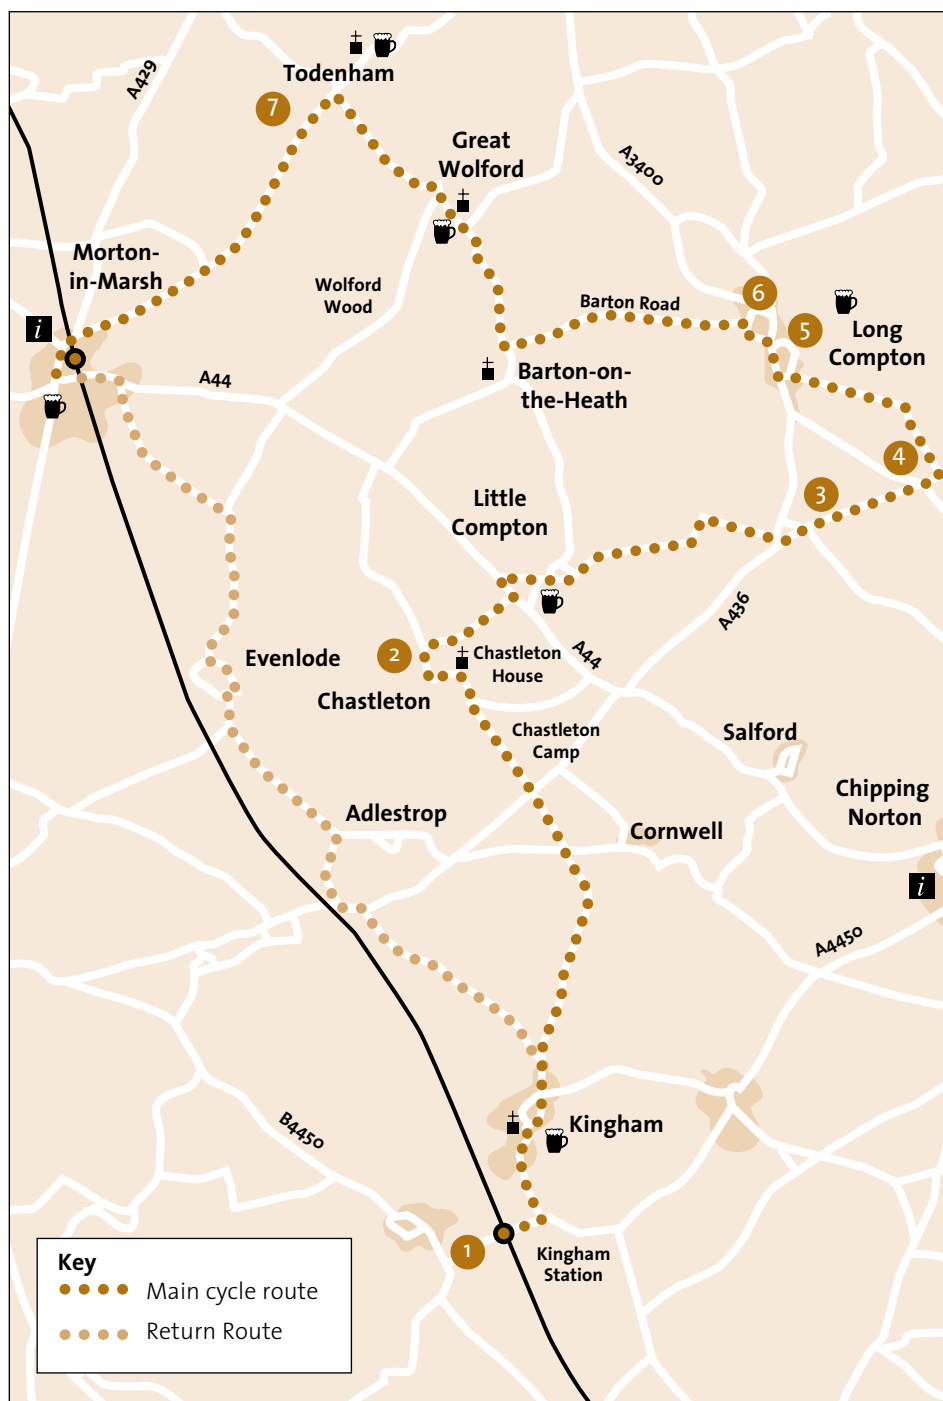 A429
Todenham
7
Great
Wolford
A3400
Morton-
in-Marsh
i
Wolford
Wood
Barton Road
6
5
Long
Compton
A44
Barton-on-
the-Heath
4
3
Little
Compton
A436
2
Chastleton
House
A44
Evenlode
Chastleton
Chastleton
Camp
Salford
Chipping
Norton
Adlestrop
Cornwell
i
A4450
B4450
Kingham
1
Kingham
Station
Key
Main cycle route
Return Route